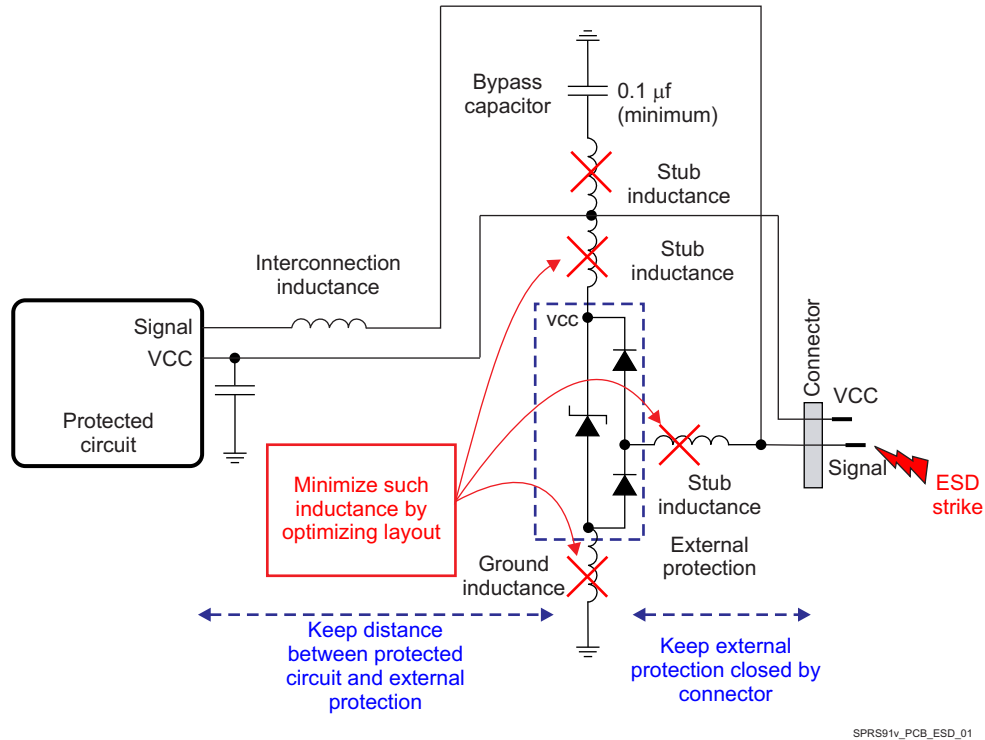 Bypass
capacitor
0.1 μf
(minimum)
Stub
inductance
Stub
inductance
Interconnection
inductance
Signal
VCC
Protected
circuit
vcc
Connector
VCC
Signal
ESD
strike
Minimize such
inductance by
optimizing layout
Stub
inductance
External
protection
Ground
inductance
Keep distance
between protected
circuit and external
protection
Keep external
protection closed by
connector
SPRS91v_PCB_ESD_01